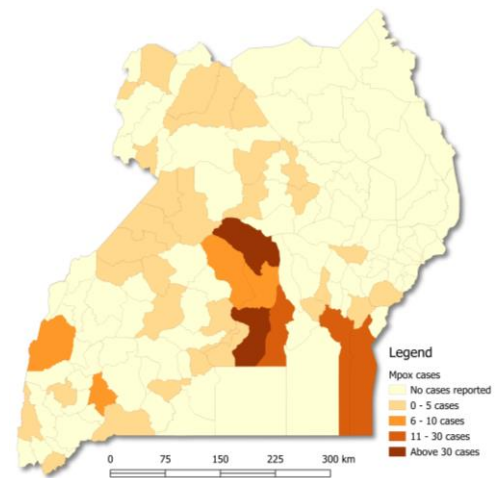 Legend
Mpox cases
No cases reported
0 - 5 cases
6 - 10 cases
11 - 30 cases
Above 30 cases
0 75 150 225 300 km